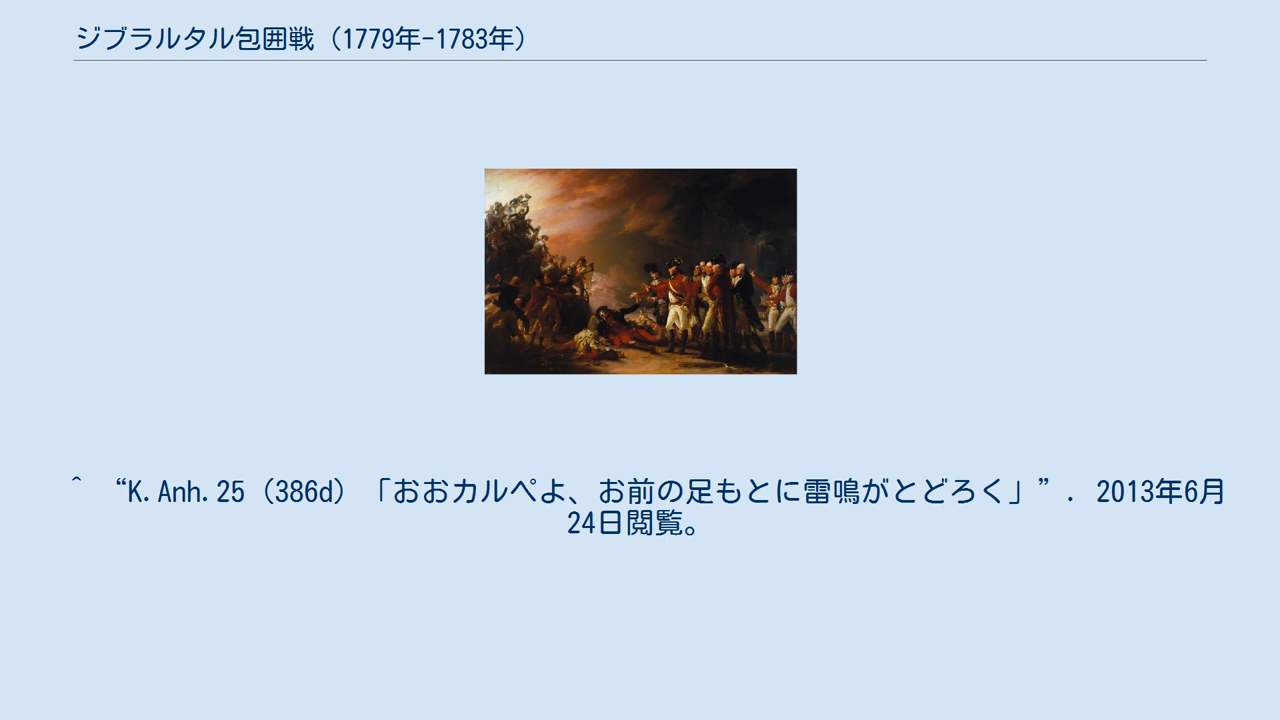 ジブラルタル包囲戦（1779年-1783年）
^ “K.Anh.25（386d）「おおカルペよ、お前の足もとに雷鳴がとどろく」”. 2013年6月
24日閲覧。